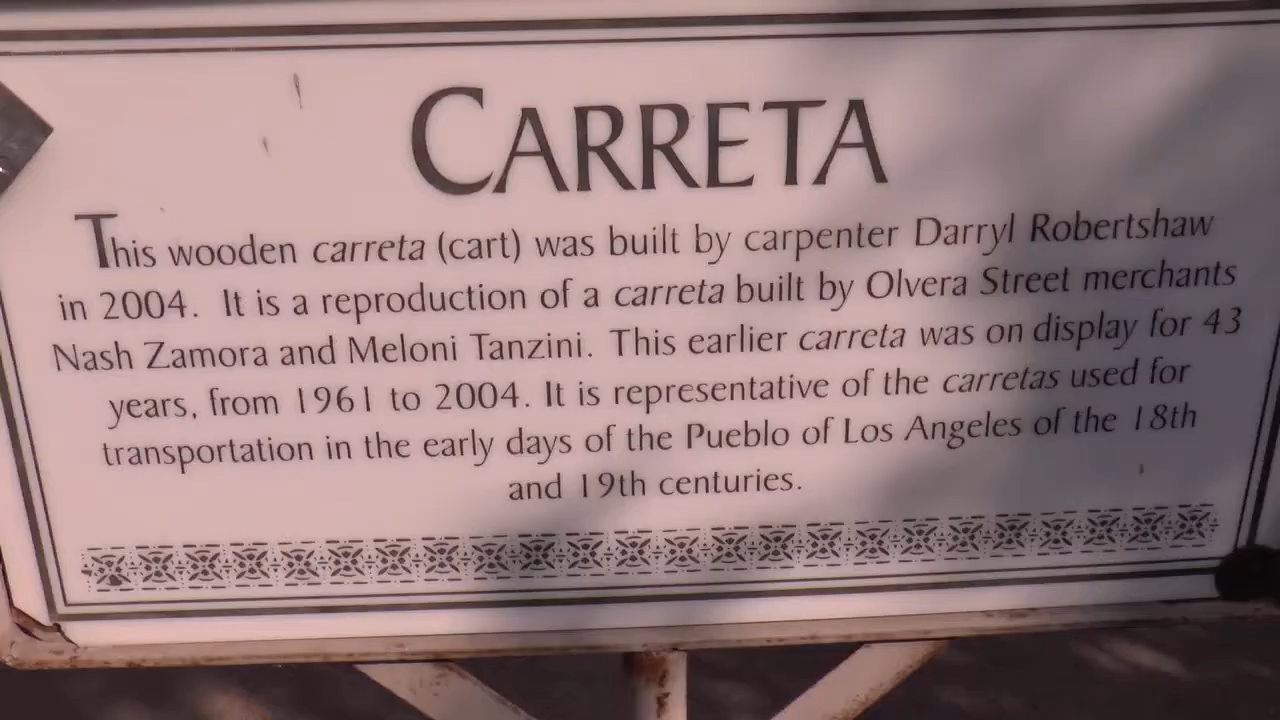 CARRETA
This wooden carreta (cart) was built by carpenter Darryl Robertshaw
in 2004. It is a reproduction of a carreta built by Olvera Street merchants
Nash Zamora and Meloni Tanzini. This earlier carreta was on display for 43
years, from 1961 to 2004. It is representative of the carretas used for
transportation in the early days of the Pueblo of Los Angeles of the 18th
and 19th centuries.